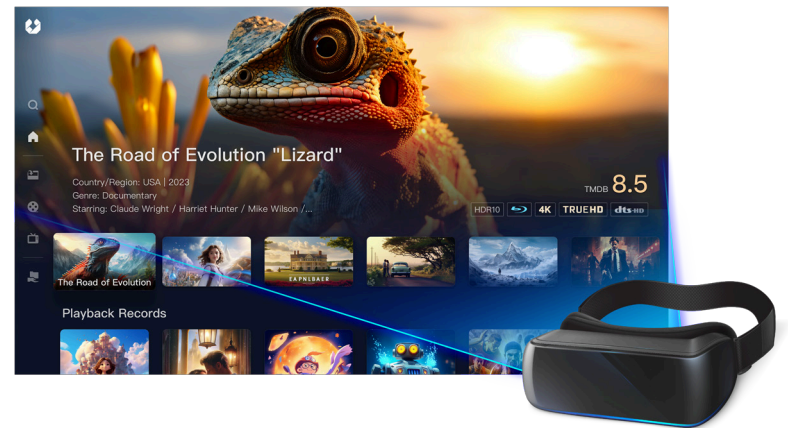 The Road of Evolution "Lizard"
Country/Region: USA | 2023
Genre: Documentary
Starring: Claude Wright / Harriet Hunter / Mike Wilson /...
TMDB 8.5
HDR10 4K TRUEHD dts-HD
The Road of Evolution
EAPNLBAER
Playback Records